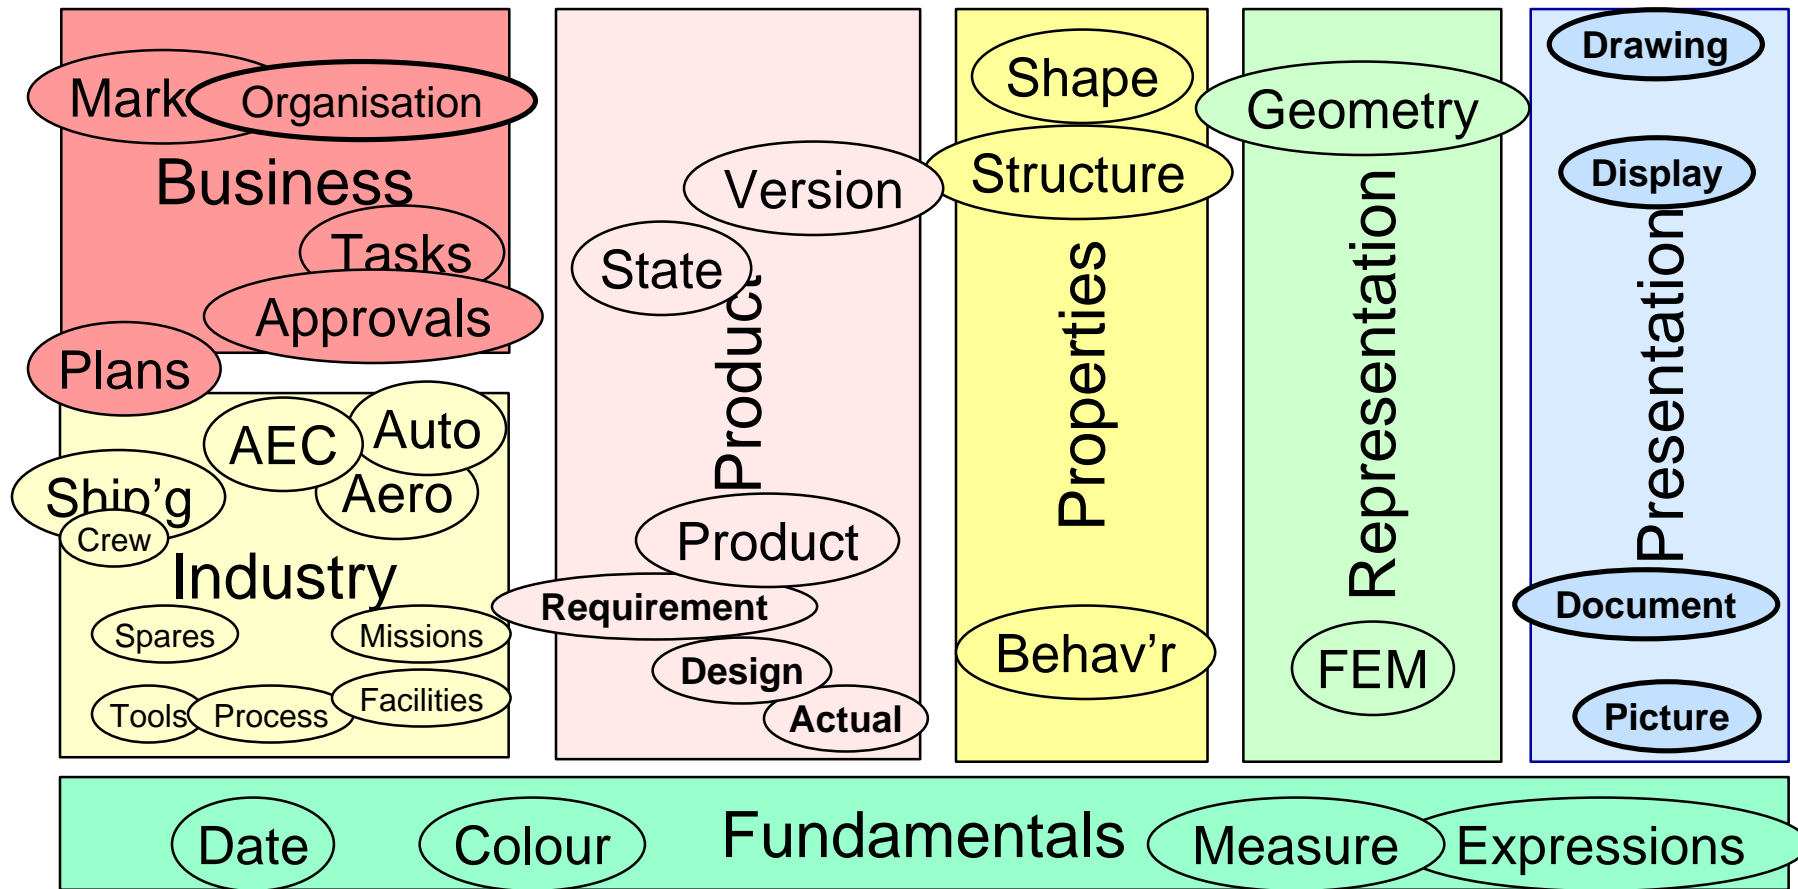 Mark
Organisation
Business
Tasks
Approvals
Plans
AEC
Auto
Ship'g
Aero
Crew
Industry
Spares
Missions
Tools
Process
Facilities
Version
State
Product
Product
Requirement
Design
Actual
Shape
Structure
Properties
Behav'r
Geometry
Representation
FEM
Drawing
Display
Presentation
Document
Picture
Date
Colour
Fundamentals
Measure
Expressions